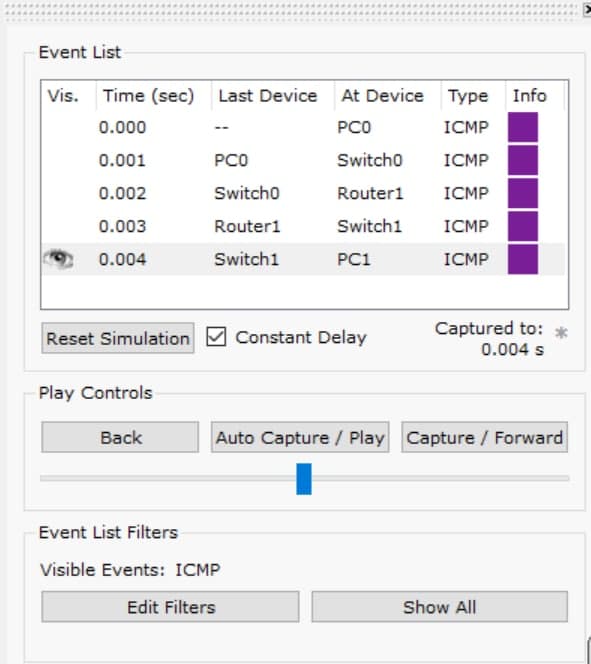 Event List
Vis. Time (sec) Last Device At Device Type Info
0.000 -- PC0 ICMP
0.001 PC0 Switch0 ICMP
0.002 Switch0 Router1 ICMP
0.003 Router1 Switch1 ICMP
0.004 Switch1 PC1 ICMP
Reset Simulation Constant Delay Captured to: *
0.004 s
Play Controls
Back Auto Capture / Play Capture / Forward
Event List Filters
Visible Events: ICMP
Edit Filters Show All